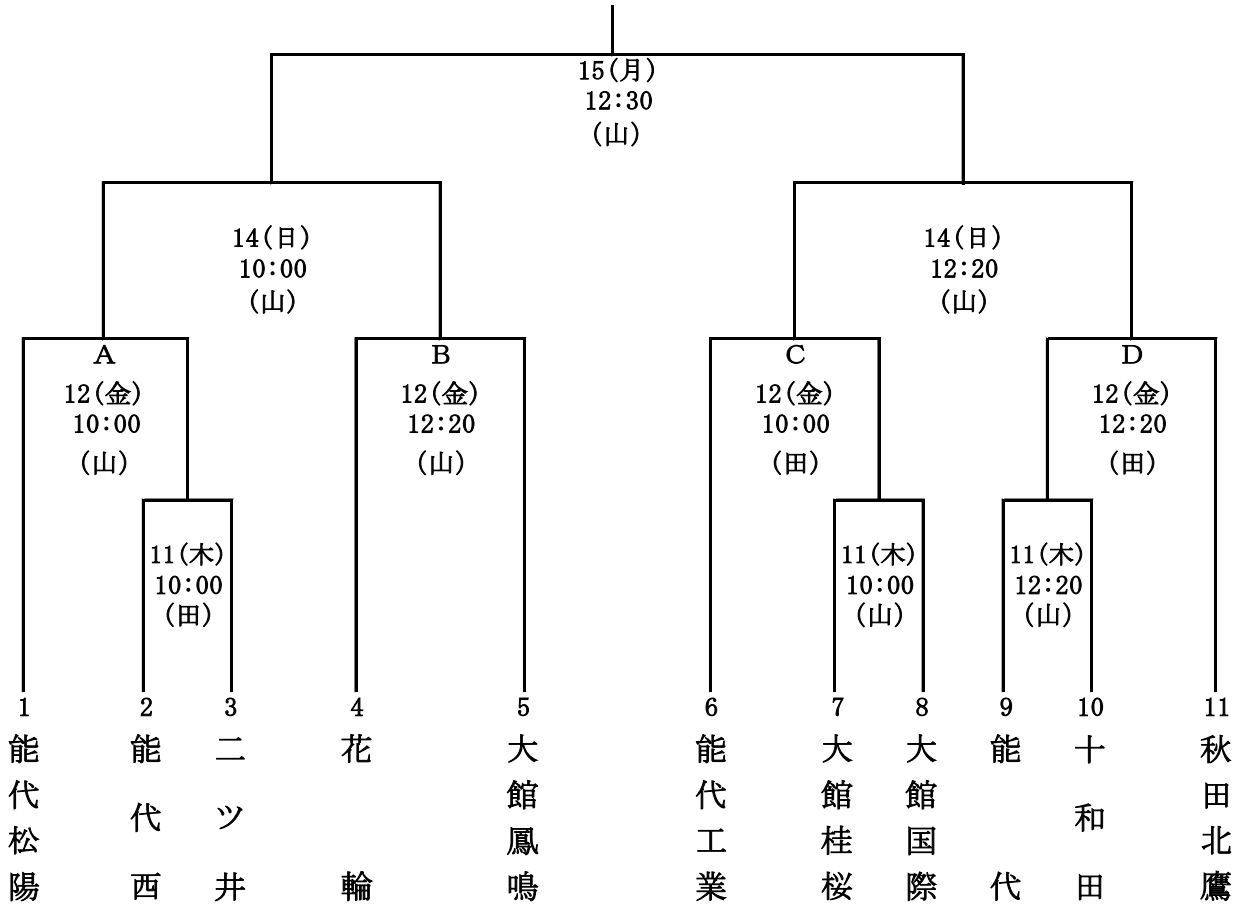 15(月)
12:30
(山)
14(日)
10:00
(山)
14(日)
12:20
(山)
A
12(金)
10:00
(山)
B
12(金)
12:20
(山)
C
12(金)
10:00
(田)
D
12(金)
12:20
(田)
11(木)
10:00
(田)
11(木)
10:00
(山)
11(木)
12:20
(山)
1
能代松陽
2
能代西
3
二ツ井
4
花輪
5
大館鳳鳴
6
能代工業
7
大館桂桜
8
大館国際
9
能代
10
十和田
11
秋田北鷹